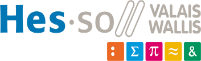 Hes·so VALAIS
WALLIS
: Σ π ≈ &